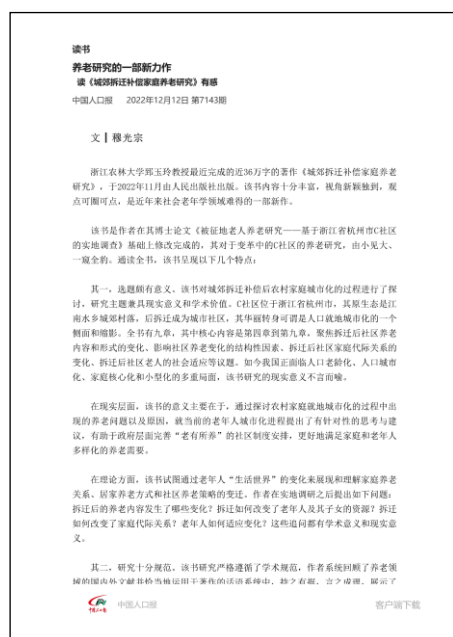 读书
养老研究的一部新力作
读《城郊拆迁补偿家庭养老研究》有感
中国人口报 2022年12月12日 第7143期
文┃穆光宗
浙江农林大学郅玉玲教授最近完成的近36万字的著作《城郊拆迁补偿家庭养老
研究》,于2022年11月由人民出版社出版。该书内容十分丰富,视角新颖独到,观
点可圈可点,是近年来社会老年学领域难得的一部新作。
该书是作者在其博士论文《被征地老人养老研究——基于浙江省杭州市C社区
的实地调查》基础上修改完成的,其对于变革中的C社区的养老研究,由小见大、
一窥全豹。通读全书,该书呈现以下几个特点:
其一,选题颇有意义。该书对城郊拆迁补偿后农村家庭城市化的过程进行了探
讨,研究主题兼具现实意义和学术价值。C社区位于浙江省杭州市,其原生态是江
南水乡城郊村落,后拆迁成为城市社区,其华丽转身可谓是人口就地城市化的一个
侧面和缩影。全书有九章,其中核心内容是第四章到第九章,聚焦拆迁后社区养老
内容和形式的变化、影响社区养老变化的结构性因素、拆迁后社区家庭代际关系的
变化、拆迁后社区老人的社会适应等议题。如今我国正面临人口老龄化、人口城市
化、家庭核心化和小型化的多重局面,该书研究的现实意义不言而喻。
在现实层面,该书的意义主要在于,通过探讨农村家庭就地城市化的过程中出
现的养老问题以及原因,就当前的老年人城市化进程提出了有针对性的思考与建
议,有助于政府层面完善“老有所养”的社区制度安排,更好地满足家庭和老年人
多样化的养老需要。
在理论方面,该书试图通过老年人“生活世界”的变化来展现和理解家庭养老
关系、居家养老方式和社区养老策略的变迁。作者在实地调研之后提出如下问题:
拆迁后的养老内容发生了哪些变化?拆迁如何改变了老年人及其子女的资源?拆迁
如何改变了家庭代际关系?老年人如何适应变化?这些追问都有学术意义和现实意
义。
其二,研究十分规范。该书研究严格遵循了学术规范,作者系统回顾了养老领
域的国内外文献并恰当地运用于著作的话语系统中,持之有据,言之成理,展示了
中国人口报
客户端下载